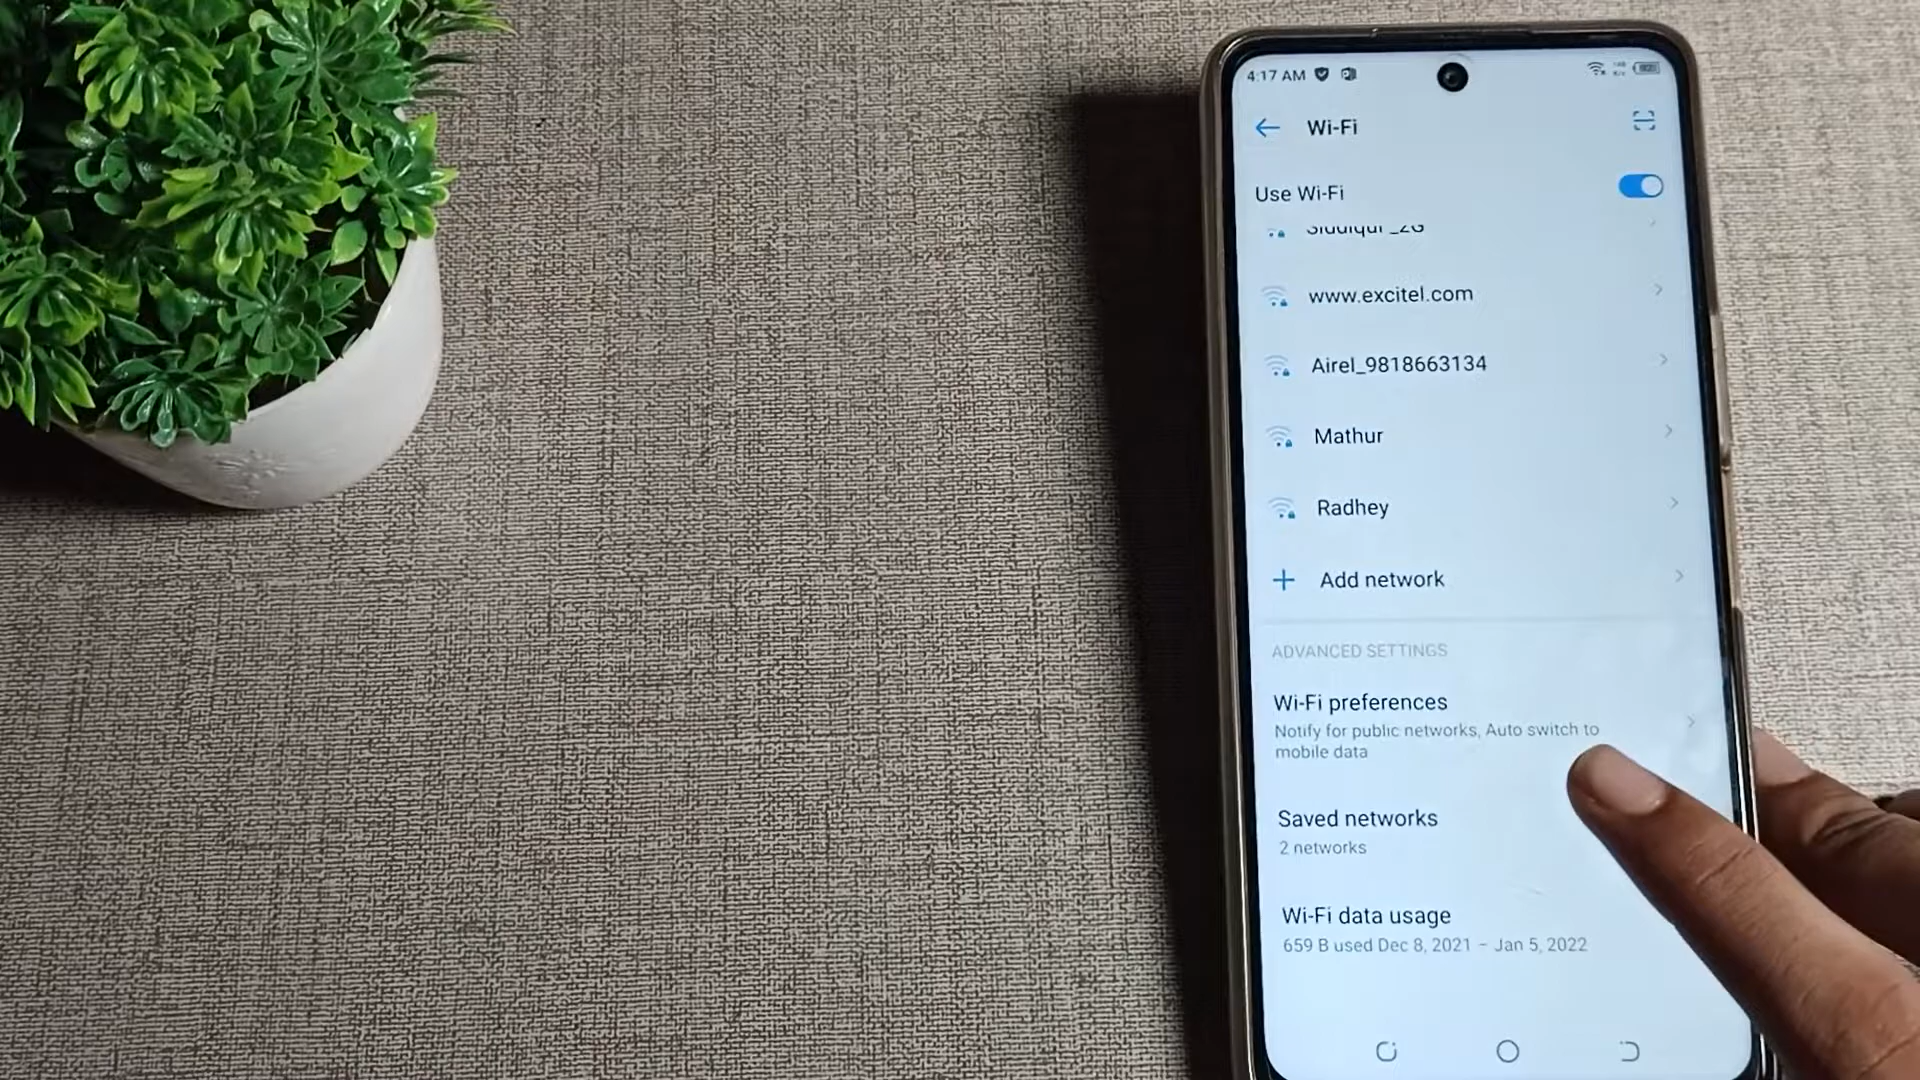 4:17 AM
Wi-Fi
Use Wi-Fi
Siddiqui _2G
www.excitel.com
Airel_9818663134
Mathur
Radhey
Add network
ADVANCED SETTINGS
Wi-Fi preferences
Notify for public networks, Auto switch to
mobile data
Saved networks
2 networks
Wi-Fi data usage
659 B used Dec 8, 2021 – Jan 5, 2022